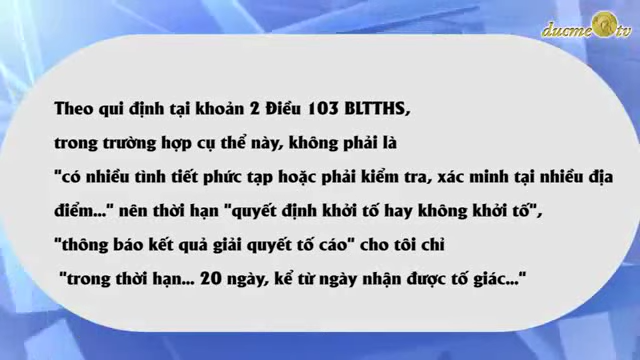 ducme tv
Theo qui định tại khoản 2 Điều 103 BLTTHS,
trong trường hợp cụ thể này, không phải là
"có nhiều tình tiết phức tạp hoặc phải kiểm tra, xác minh tại nhiều địa
điểm..." nên thời hạn "quyết định khởi tố hay không khởi tố",
"thông báo kết quả giải quyết tố cáo" cho tôi chỉ
"trong thời hạn... 20 ngày, kể từ ngày nhận được tố giác..."